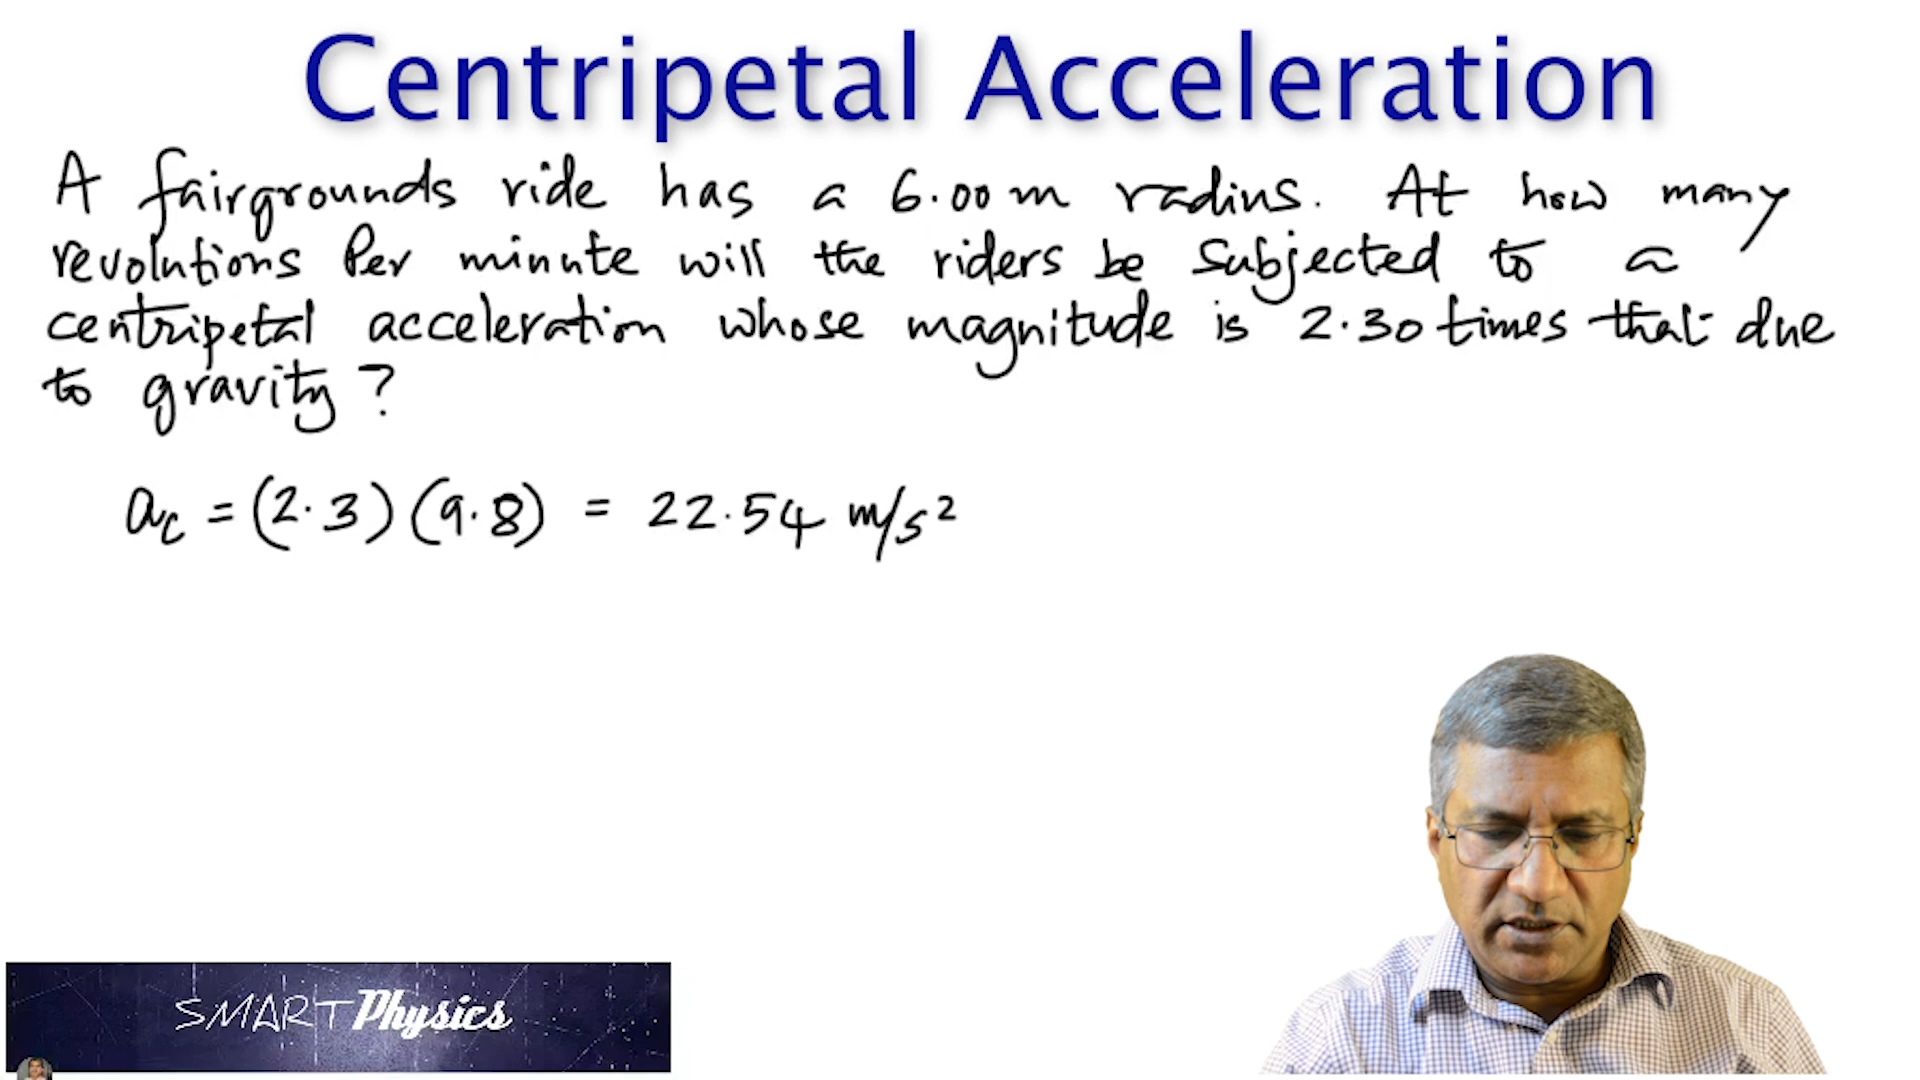 Centripetal Acceleration
A fairgrounds ride has a 6.00m radius. At how many
revolutions Per minute will the riders be subjected to a
centripetal acceleration whose magnitude is 2.30 times that due
to gravity?
ac = (2.3)(9.8) = 22.54 m/s²
SMART Physics